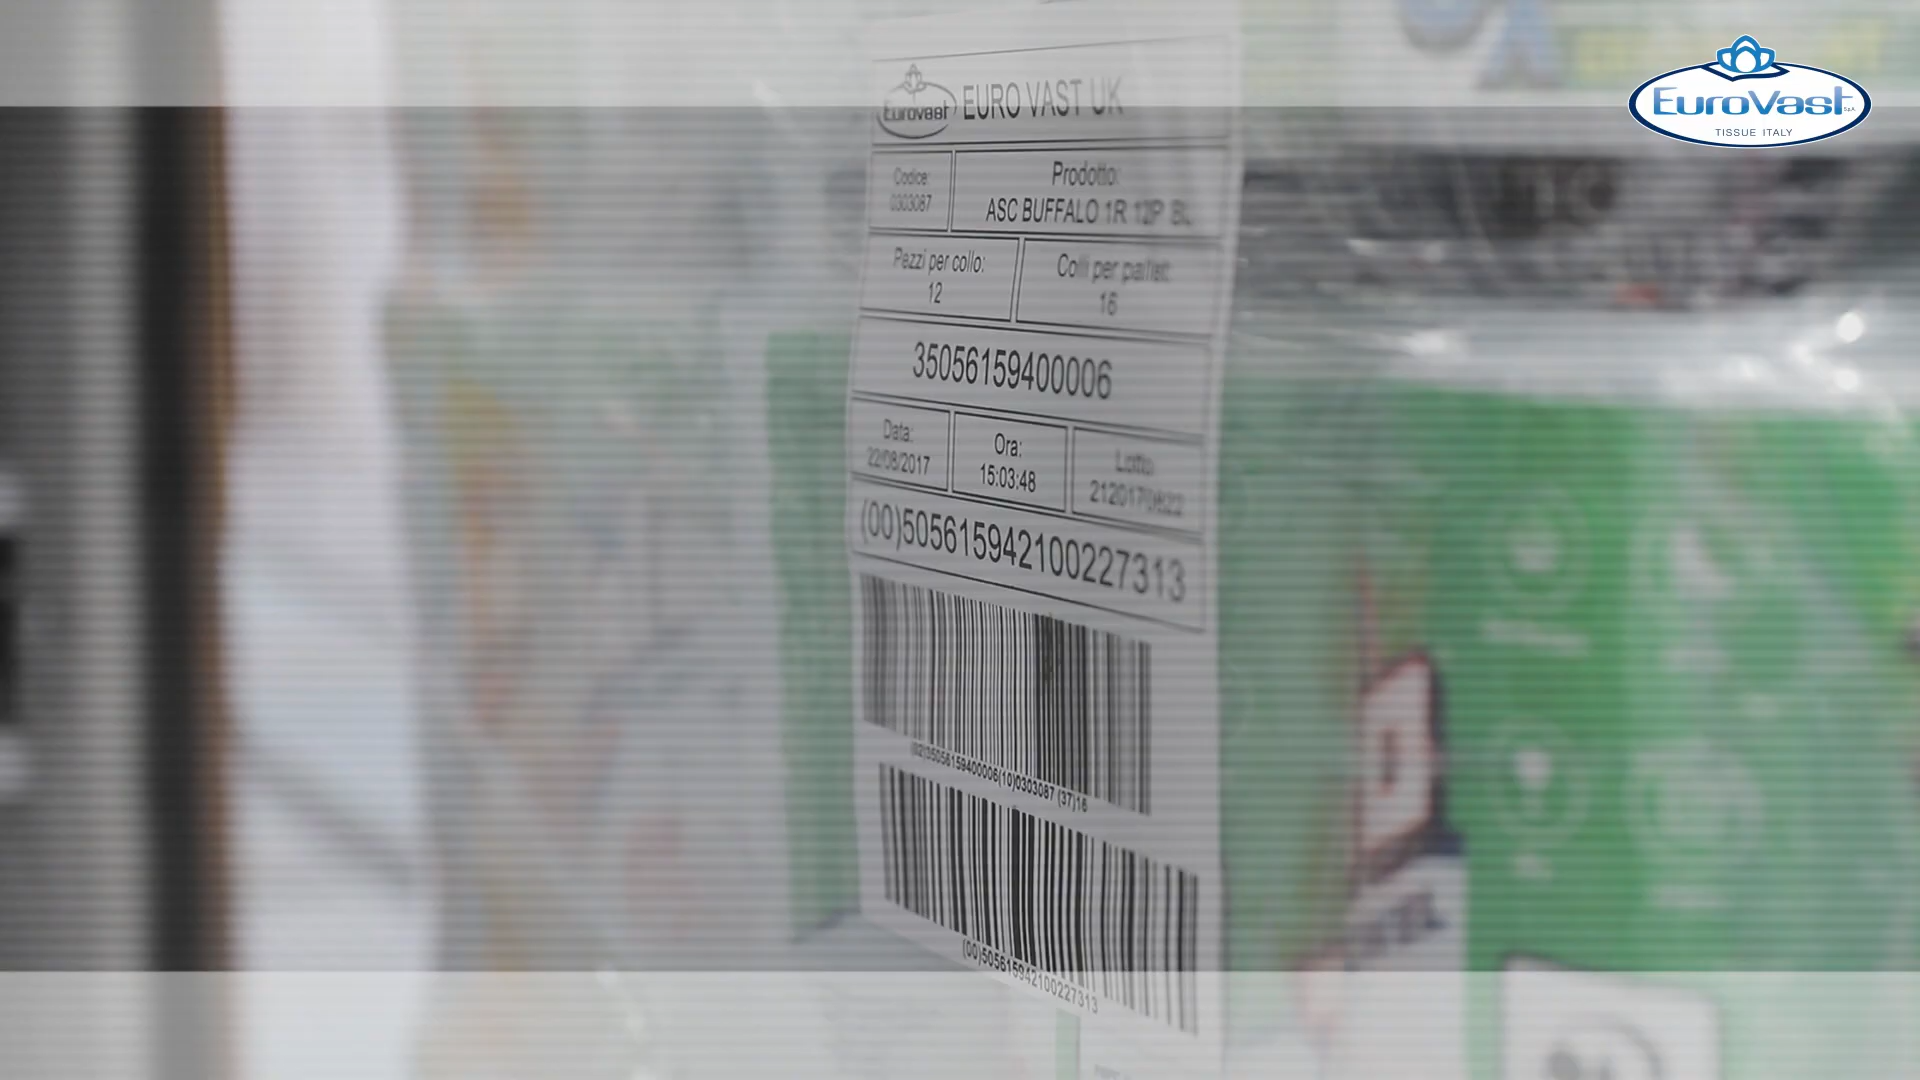 EuroVast S.p.A.
TISSUE ITALY
EuroVast EURO VAST UK
Codice: Prodotto:
0303087 ASC BUFFALO 1R 12P BL
Pezzi per collo: Colli per pallet:
12 16
35056159400006
Data: Ora: Lotto:
22/08/2017 15:03:48
(00)505615942100227313
(02)35056159400006(10)0303087 (37)16
(00)505615942100227313